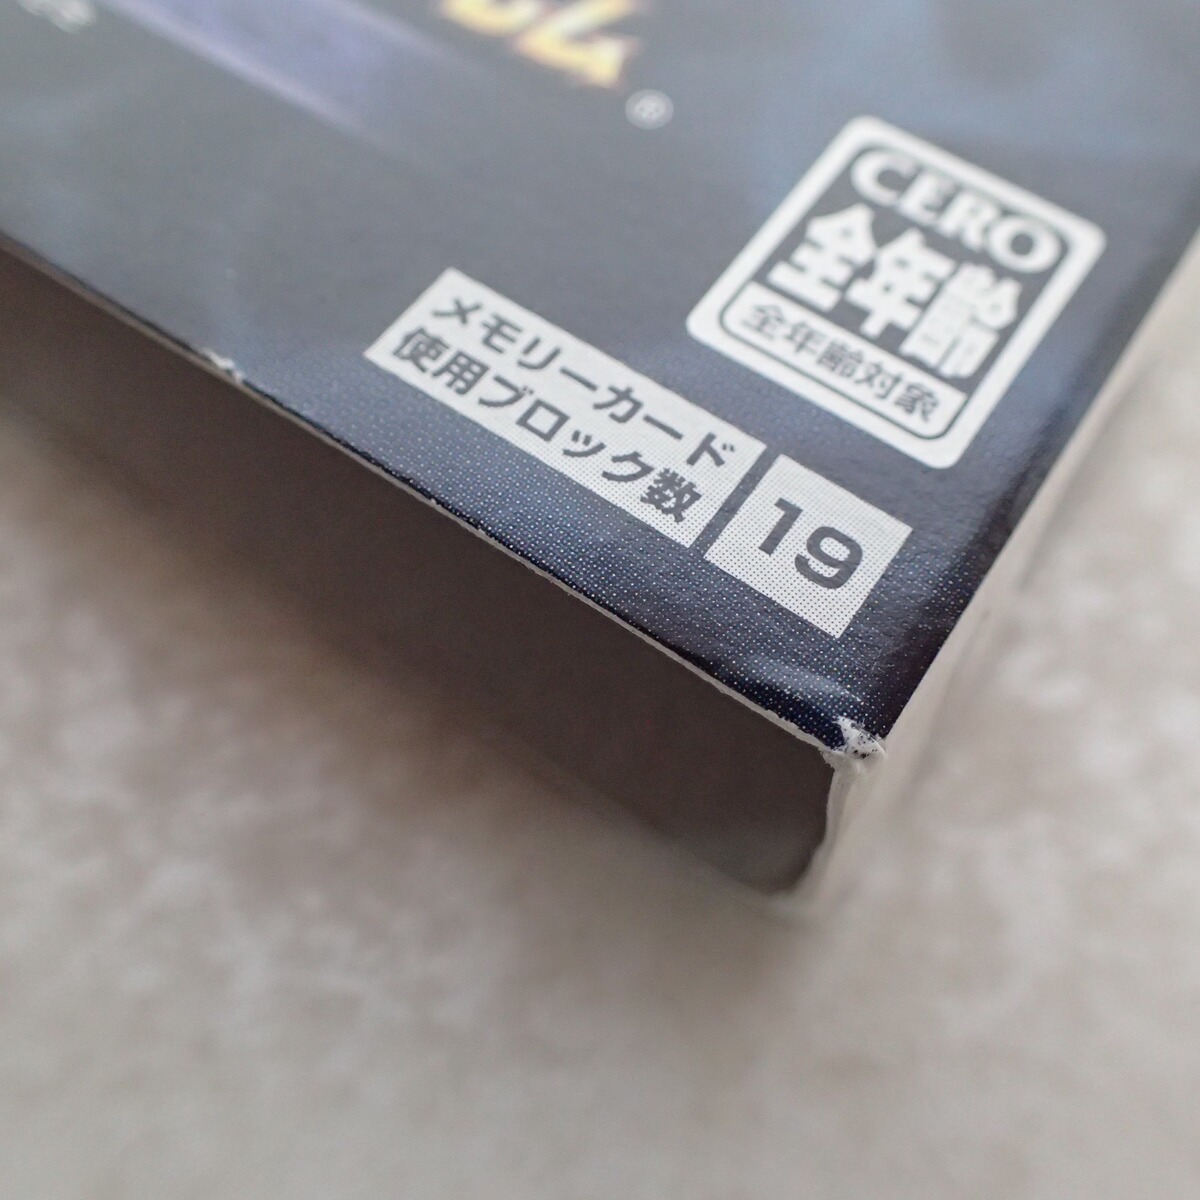 ®
CERO
全年齢
全年齢対象
メモリーカード
使用ブロック数
19